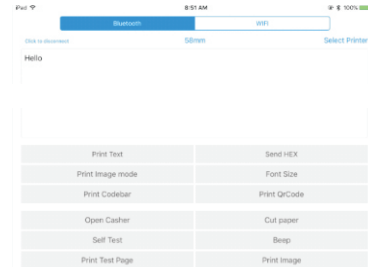 iPad 8:51 AM 100%
Bluetooth WIFI
Click to disconnect 58mm Select Printer
Hello
Print Text Send HEX
Print Image mode Font Size
Print Codebar Print QrCode
Open Casher Cut paper
Self Test Beep
Print Test Page Print Image